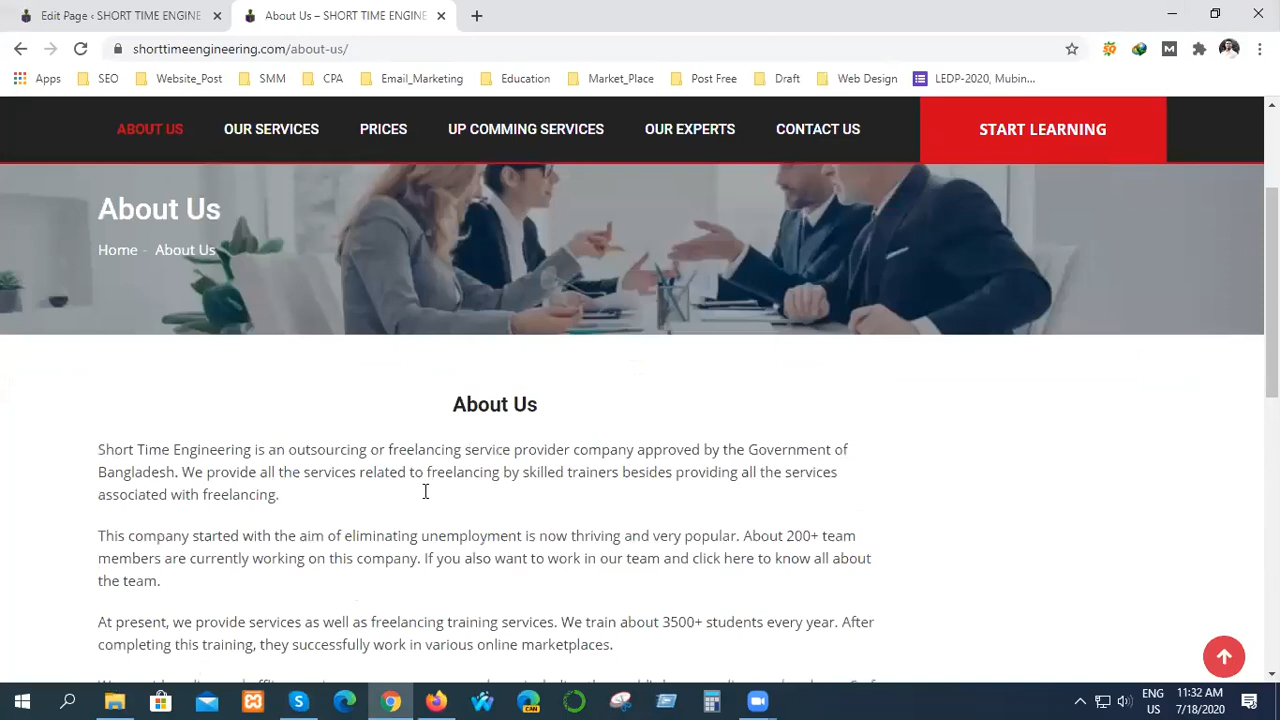 Edit Page ‹ SHORT TIME ENGINE
About Us – SHORT TIME ENGINE
shorttimeengineering.com/about-us/
Apps
SEO
Website_Post
SMM
CPA
Email_Marketing
Education
Market_Place
Post Free
Draft
Web Design
LEDP-2020, Mubin...
ABOUT US
OUR SERVICES
PRICES
UP COMMING SERVICES
OUR EXPERTS
CONTACT US
START LEARNING
About Us
Home - About Us
About Us
Short Time Engineering is an outsourcing or freelancing service provider company approved by the Government of
Bangladesh. We provide all the services related to freelancing by skilled trainers besides providing all the services
associated with freelancing.
This company started with the aim of eliminating unemployment is now thriving and very popular. About 200+ team
members are currently working on this company. If you also want to work in our team and click here to know all about
the team.
At present, we provide services as well as freelancing training services. We train about 3500+ students every year. After
completing this training, they successfully work in various online marketplaces.
ENG
US
11:32 AM
7/18/2020